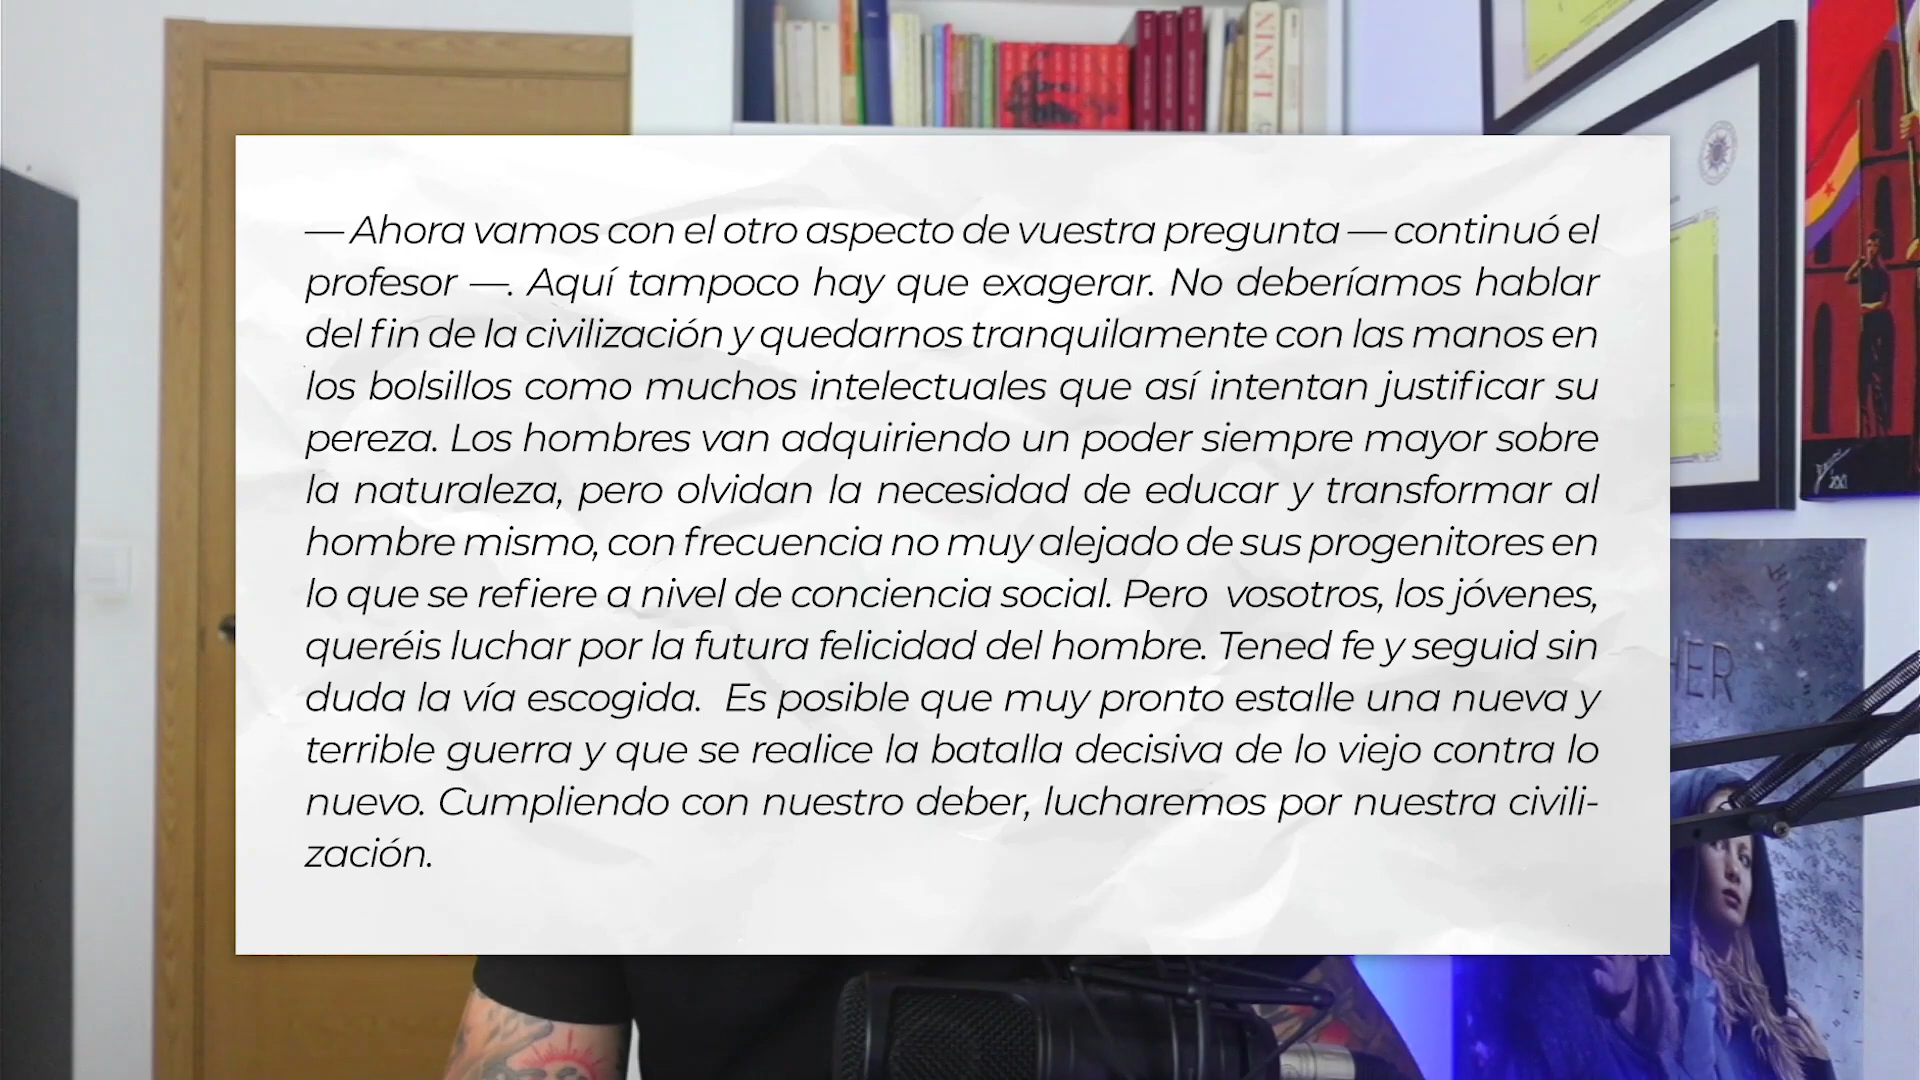 LENIN
— Ahora vamos con el otro aspecto de vuestra pregunta — continuó el
profesor —. Aquí tampoco hay que exagerar. No deberíamos hablar
del fin de la civilización y quedarnos tranquilamente con las manos en
los bolsillos como muchos intelectuales que así intentan justificar su
pereza. Los hombres van adquiriendo un poder siempre mayor sobre
la naturaleza, pero olvidan la necesidad de educar y transformar al
hombre mismo, con frecuencia no muy alejado de sus progenitores en
lo que se refiere a nivel de conciencia social. Pero vosotros, los jóvenes,
queréis luchar por la futura felicidad del hombre. Tened fe y seguid sin
duda la vía escogida. Es posible que muy pronto estalle una nueva y
terrible guerra y que se realice la batalla decisiva de lo viejo contra lo
nuevo. Cumpliendo con nuestro deber, lucharemos por nuestra civili-
zación.
HER